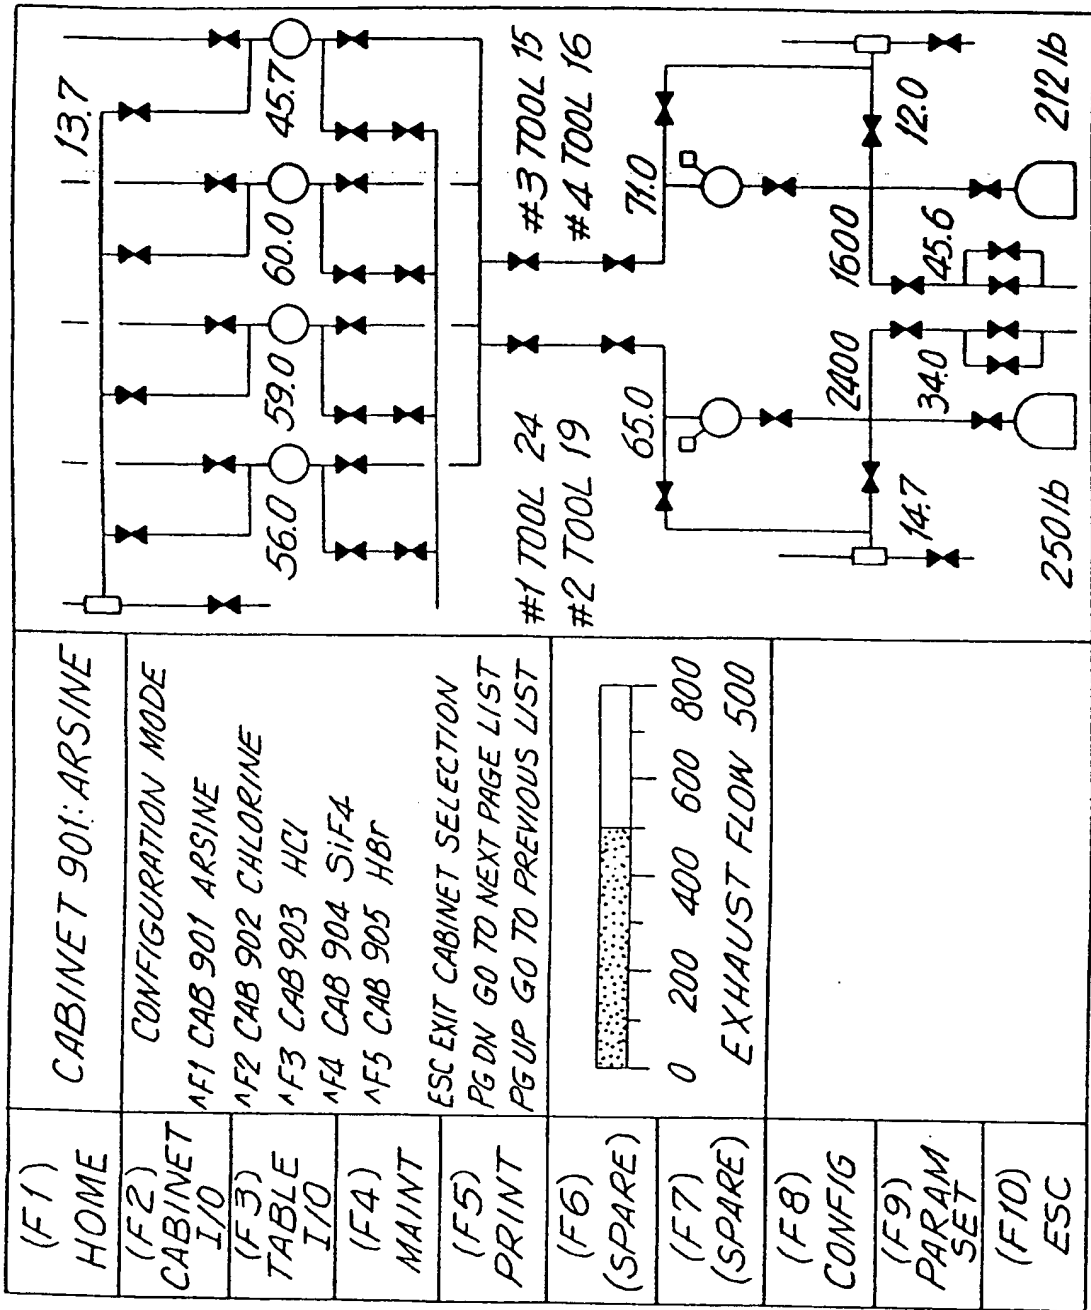 (F1)
HOME
(F2)
CABINET
I/O
(F3)
TABLE
I/O
(F4)
MAINT
(F5)
PRINT
(F6)
(SPARE)
(F7)
(SPARE)
(F8)
CONFIG
(F9)
PARAM
SET
(F10)
ESC
CABINET 901: ARSINE
CONFIGURATION MODE
^F1 CAB 901 ARSINE
^F2 CAB 902 CHLORINE
^F3 CAB 903 HCl
^F4 CAB 904 SiF4
^F5 CAB 905 HBr
ESC EXIT CABINET SELECTION
PG DN GO TO NEXT PAGE LIST
PG UP GO TO PREVIOUS LIST
0 200 400 600 800
EXHAUST FLOW 500
13.7
56.0 59.0 60.0 45.7
#1 TOOL 24 #3 TOOL 15
#2 TOOL 19 #4 TOOL 16
65.0 71.0
2400 1600
14.7 34.0 45.6 12.0
250 lb 212 lb